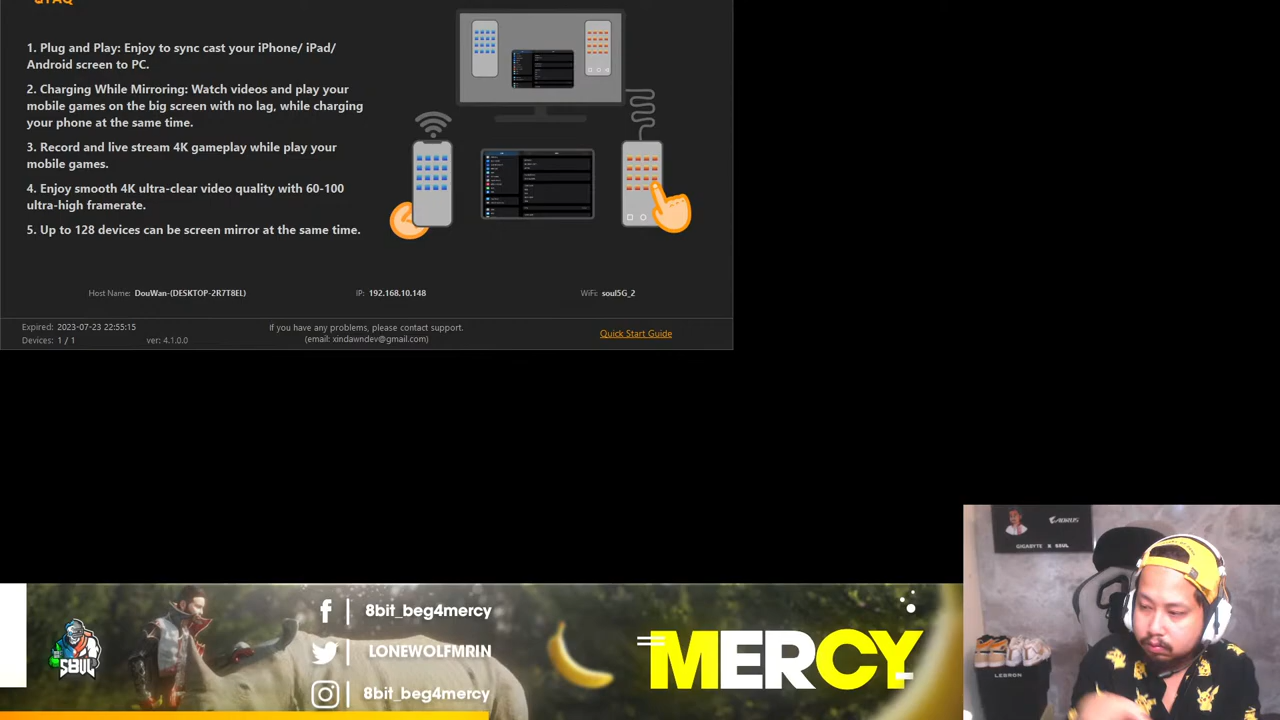 1. Plug and Play: Enjoy to sync cast your iPhone/ iPad/
Android screen to PC.
2. Charging While Mirroring: Watch videos and play your
mobile games on the big screen with no lag, while charging
your phone at the same time.
3. Record and live stream 4K gameplay while play your
mobile games.
4. Enjoy smooth 4K ultra-clear video quality with 60-100
ultra-high framerate.
5. Up to 128 devices can be screen mirror at the same time.
Host Name: DouWan-(DESKTOP-2R7T8EL)
IP: 192.168.10.148
WiFi: soul5G_2
Expired: 2023-07-23 22:55:15
Devices: 1 / 1
ver: 4.1.0.0
If you have any problems, please contact support.
(email: xindawndev@gmail.com)
Quick Start Guide
AORUS
GIGABYTE X S8UL
LEBRON
S8UL
8bit_beg4mercy
LONEWOLFMRIN
8bit_beg4mercy
MERCY